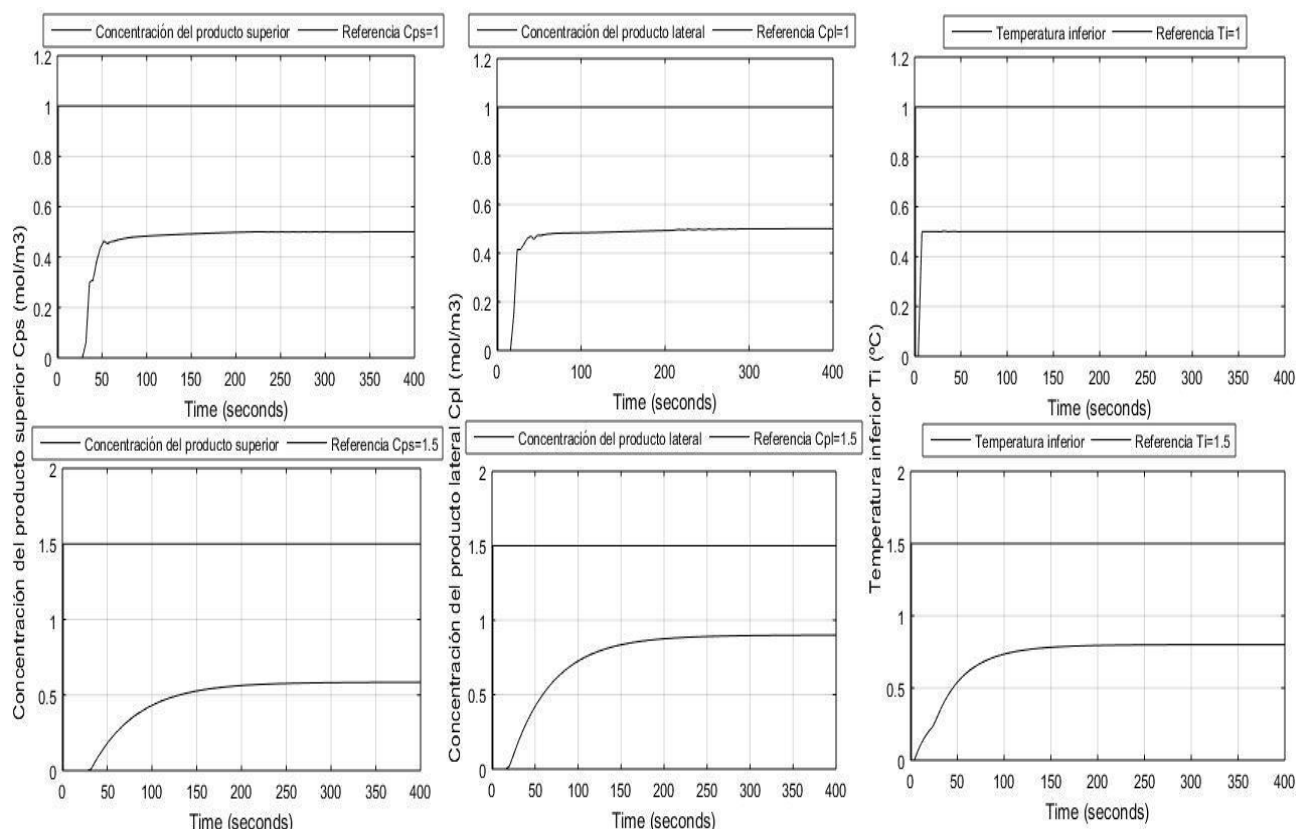 Concentración del producto superior Referencia Cps=1
Concentración del producto lateral Referencia Cpl=1
Temperatura inferior Referencia Ti=1
1.2
1
0.8
0.6
0.4
0.2
0
0 50 100 150 200 250 300 350 400
Time (seconds)
1.2
1
0.8
0.6
0.4
0.2
0
0 100 200 300 400
Time (seconds)
1.2
1
0.8
0.6
0.4
0.2
0
0 50 100 150 200 250 300 350 400
Time (seconds)
Concentración del producto superior Cps (mol/m3)
Concentración del producto lateral Cpl (mol/m3)
Temperatura inferior Ti (ºC)
Concentración del producto superior Referencia Cps=1.5
Concentración del producto lateral Referencia Cpl=1.5
Temperatura inferior Referencia Ti=1.5
2
1.5
1
0.5
0
0 50 100 150 200 250 300 350 400
Time (seconds)
2
1.5
1
0.5
0
0 50 100 150 200 250 300 350 400
Time (seconds)
2
1.5
1
0.5
0
0 50 100 150 200 250 300 350 400
Time (seconds)